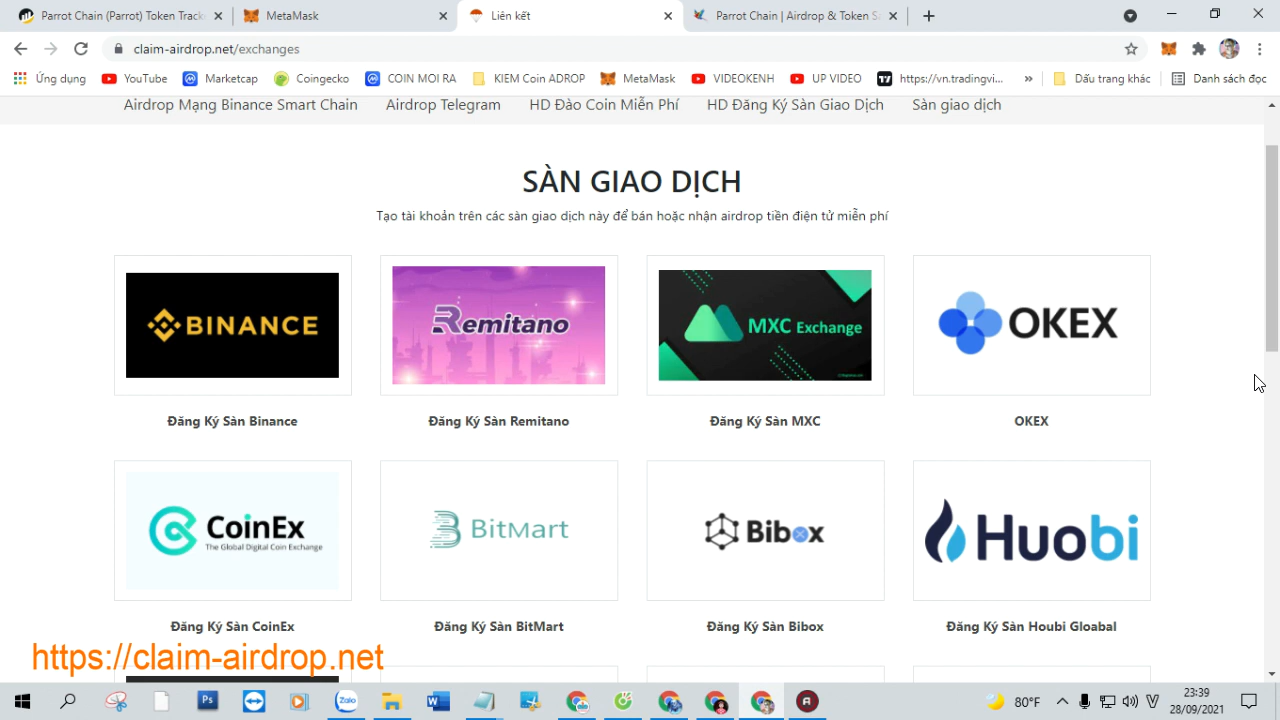 Parrot Chain (Parrot) Token Track
MetaMask
Liên kết
Parrot Chain | Airdrop & Token S
claim-airdrop.net/exchanges
Ứng dụng
YouTube
Marketcap
Coingecko
COIN MOI RA
KIEM Coin ADROP
MetaMask
VIDEOKENH
UP VIDEO
https://vn.tradingvi...
»
Dấu trang khác
Danh sách đọc
Airdrop Mạng Binance Smart Chain
Airdrop Telegram
HD Đào Coin Miễn Phí
HD Đăng Ký Sàn Giao Dịch
Sàn giao dịch
SÀN GIAO DỊCH
Tạo tài khoản trên các sàn giao dịch này để bán hoặc nhận airdrop tiền điện tử miễn phí
BINANCE
Remitano
MXC Exchange
OKEX
Đăng Ký Sàn Binance
Đăng Ký Sàn Remitano
Đăng Ký Sàn MXC
OKEX
CoinEx
The Global Digital Coin Exchange
BitMart
Bibox
Huobi
Đăng Ký Sàn CoinEx
Đăng Ký Sàn BitMart
Đăng Ký Sàn Bibox
Đăng Ký Sàn Houbi Gloabal
https://claim-airdrop.net
80°F
23:39
28/09/2021